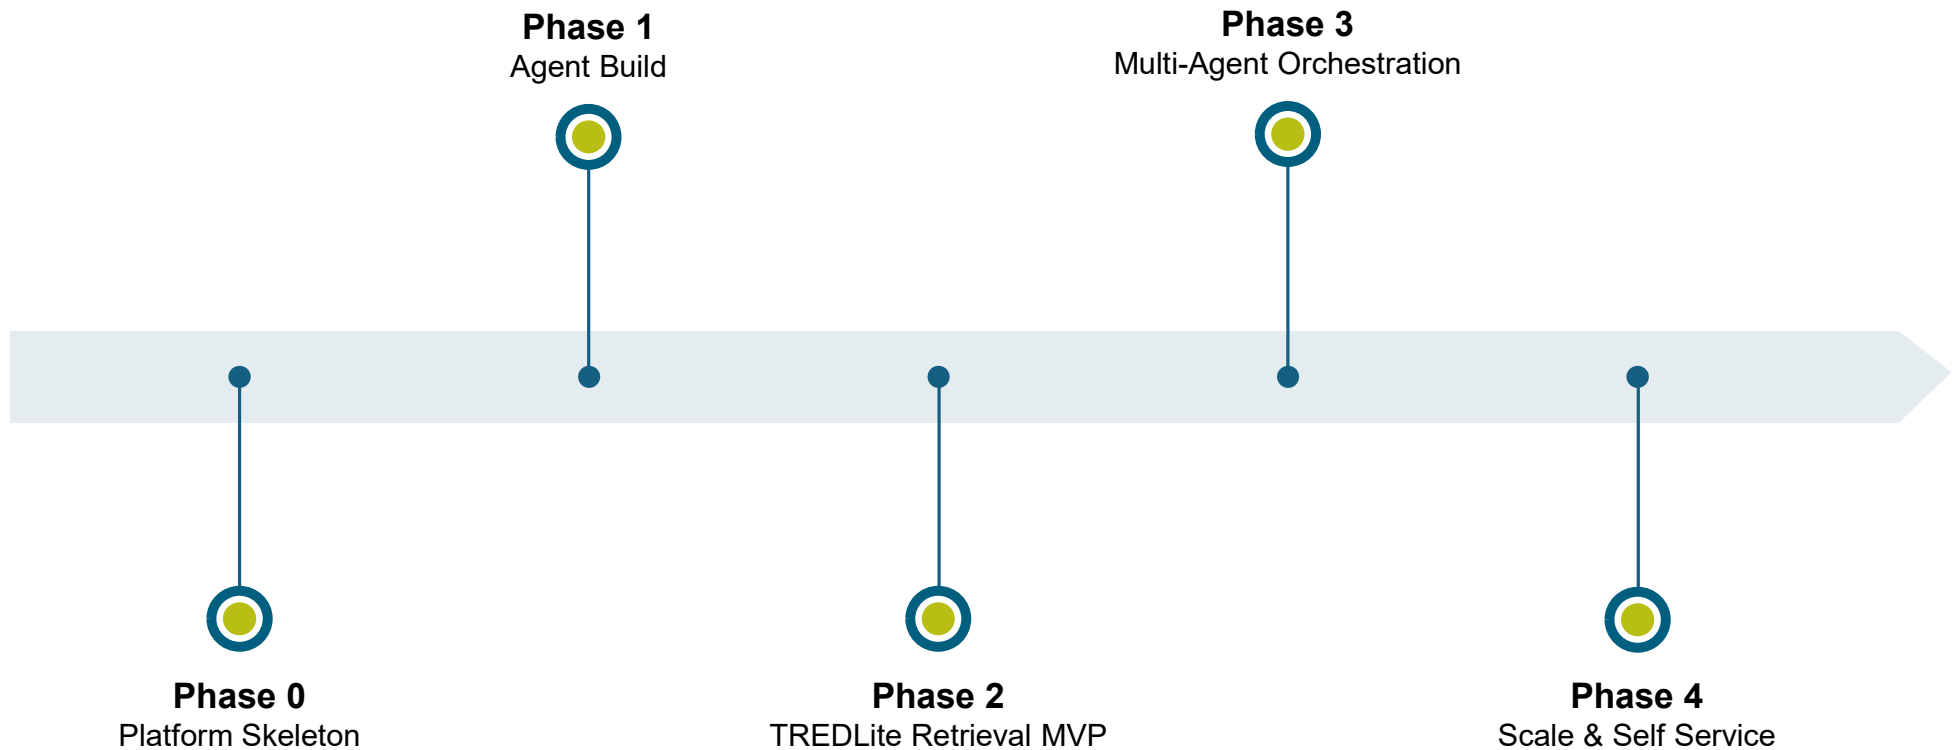 Phase 1
Agent Build
Phase 3
Multi-Agent Orchestration
Phase 0
Platform Skeleton
Phase 2
TREDLite Retrieval MVP
Phase 4
Scale & Self Service